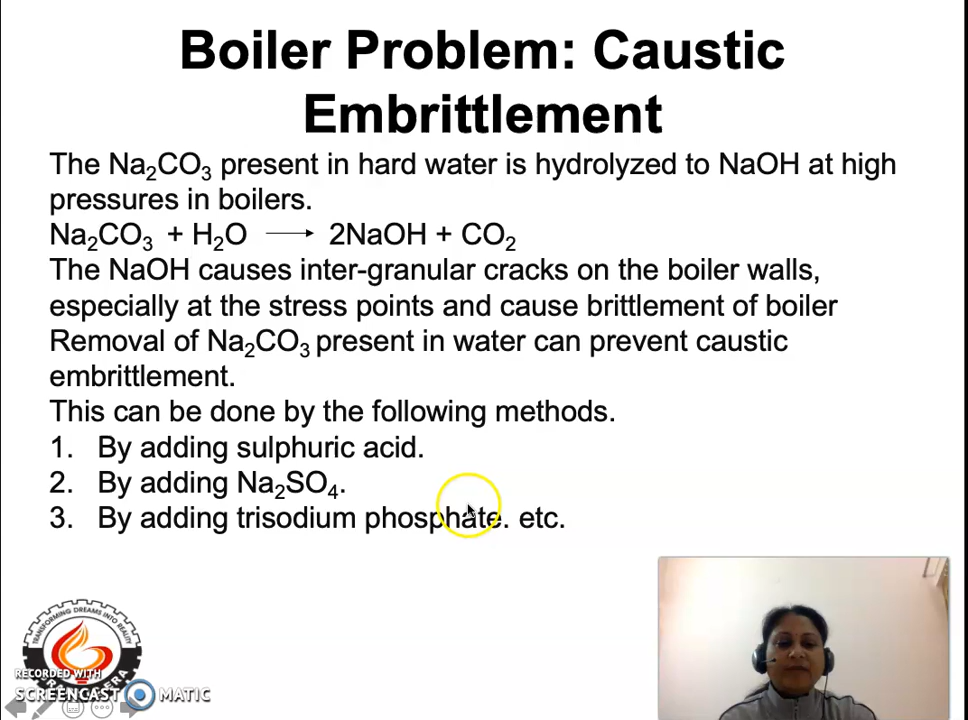 Boiler Problem: Caustic
Embrittlement
The Na₂CO₃ present in hard water is hydrolyzed to NaOH at high
pressures in boilers.
Na₂CO₃ + H₂O ⟶ 2NaOH + CO₂
The NaOH causes inter-granular cracks on the boiler walls,
especially at the stress points and cause brittlement of boiler
Removal of Na₂CO₃ present in water can prevent caustic
embrittlement.
This can be done by the following methods.
1. By adding sulphuric acid.
2. By adding Na₂SO₄.
3. By adding trisodium phosphate. etc.
TRANSFORMING DREAMS INTO REALITY
RECORDED WITH
SCREENCAST MATIC